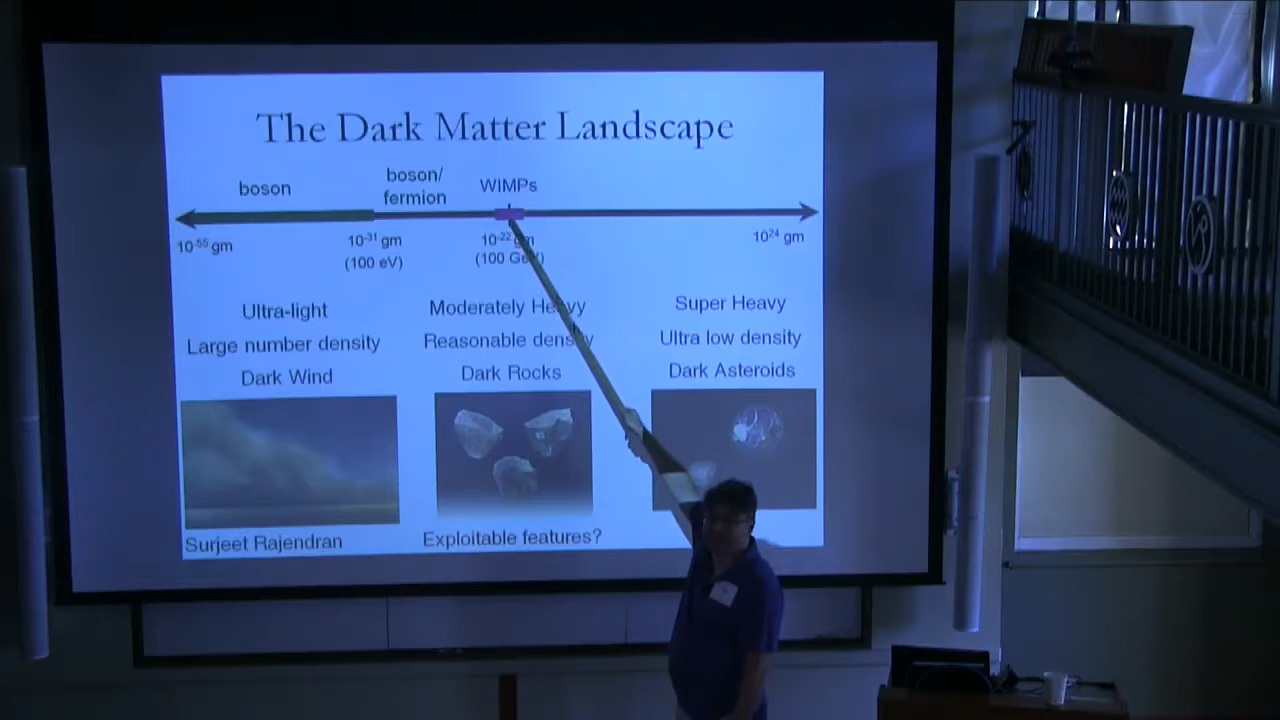 The Dark Matter Landscape
boson
boson/
fermion
WIMPs
10⁻⁵⁵ gm
10⁻³¹ gm
(100 eV)
10⁻²² gm
(100 GeV)
10²⁴ gm
Ultra-light
Large number density
Dark Wind
Moderately Heavy
Reasonable density
Dark Rocks
Super Heavy
Ultra low density
Dark Asteroids
Surjeet Rajendran
Exploitable features?